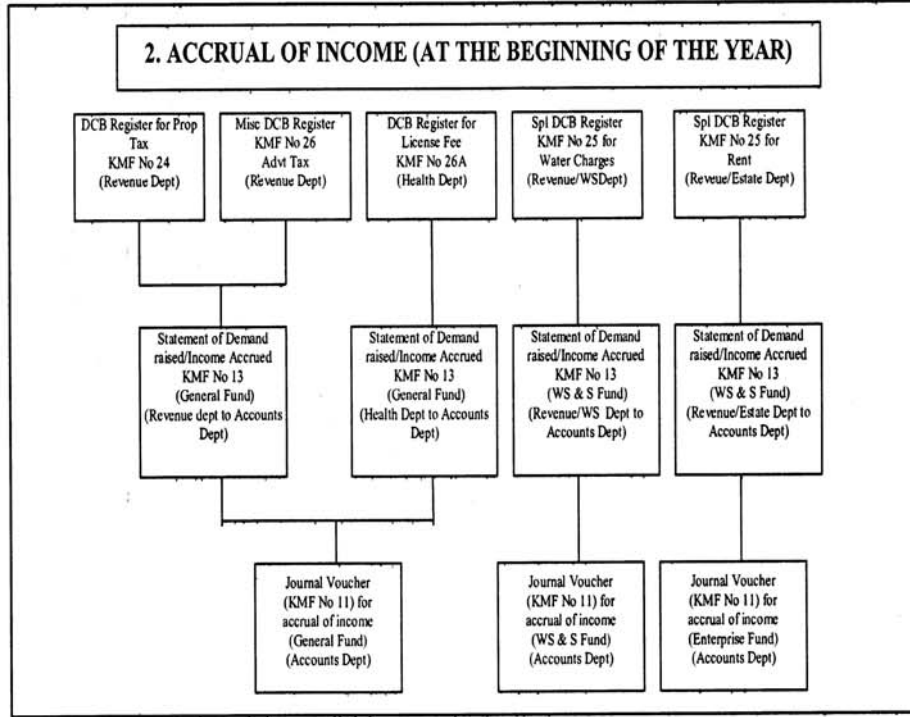 2. ACCRUAL OF INCOME (AT THE BEGINNING OF THE YEAR)
DCB Register for Prop
Tax
KMF No 24
(Revenue Dept)
Misc DCB Register
KMF No 26
Advt Tax
(Revenue Dept)
DCB Register for
License Fee
KMF No 26A
(Health Dept)
Spl DCB Register
KMF No 25 for
Water Charges
(Revenue/WSDept)
Spl DCB Register
KMF No 25 for
Rent
(Reveue/Estate Dept)
Statement of Demand
raised/Income Accrued
KMF No 13
(General Fund)
(Revenue dept to Accounts
Dept)
Statement of Demand
raised/Income Accrued
KMF No 13
(General Fund)
(Health Dept to Accounts
Dept)
Statement of Demand
raised/Income Accrued
KMF No 13
(WS & S Fund)
(Revenue/WS Dept to
Accounts Dept)
Statement of Demand
raised/Income Accrued
KMF No 13
(WS & S Fund)
(Revenue/Estate Dept to
Accounts Dept)
Journal Voucher
(KMF No 11) for
accrual of income
(General Fund)
(Accounts Dept)
Journal Voucher
(KMF No 11) for
accrual of income
(WS & S Fund)
(Accounts Dept)
Journal Voucher
(KMF No 11) for
accrual of income
(Enterprise Fund)
(Accounts Dept)